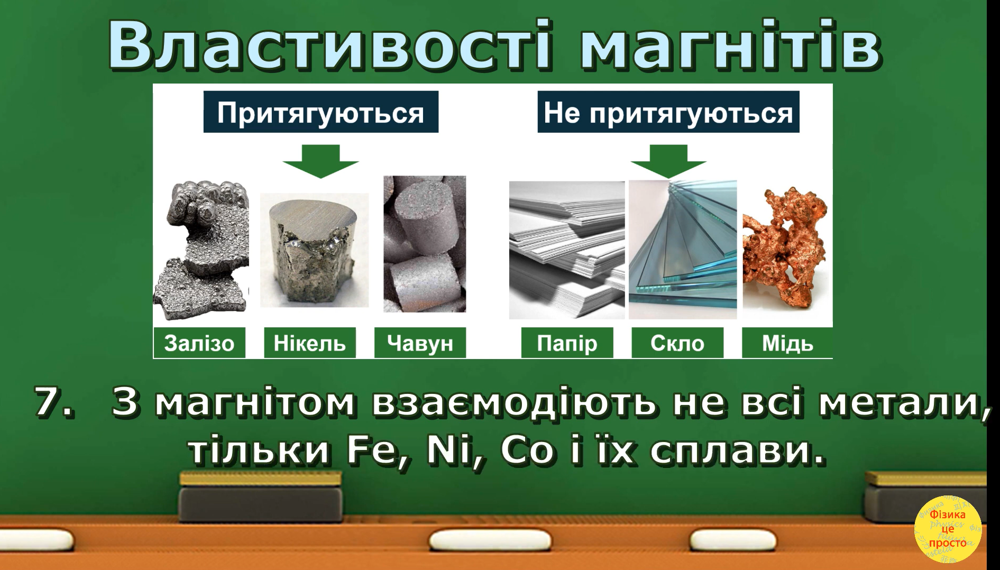 Властивості магнітів
Притягуються
Не притягуються
Залізо
Нікель
Чавун
Папір
Скло
Мідь
7. З магнітом взаємодіють не всі метали,
тільки Fe, Ni, Co і їх сплави.
Фізика
physics
це
просто